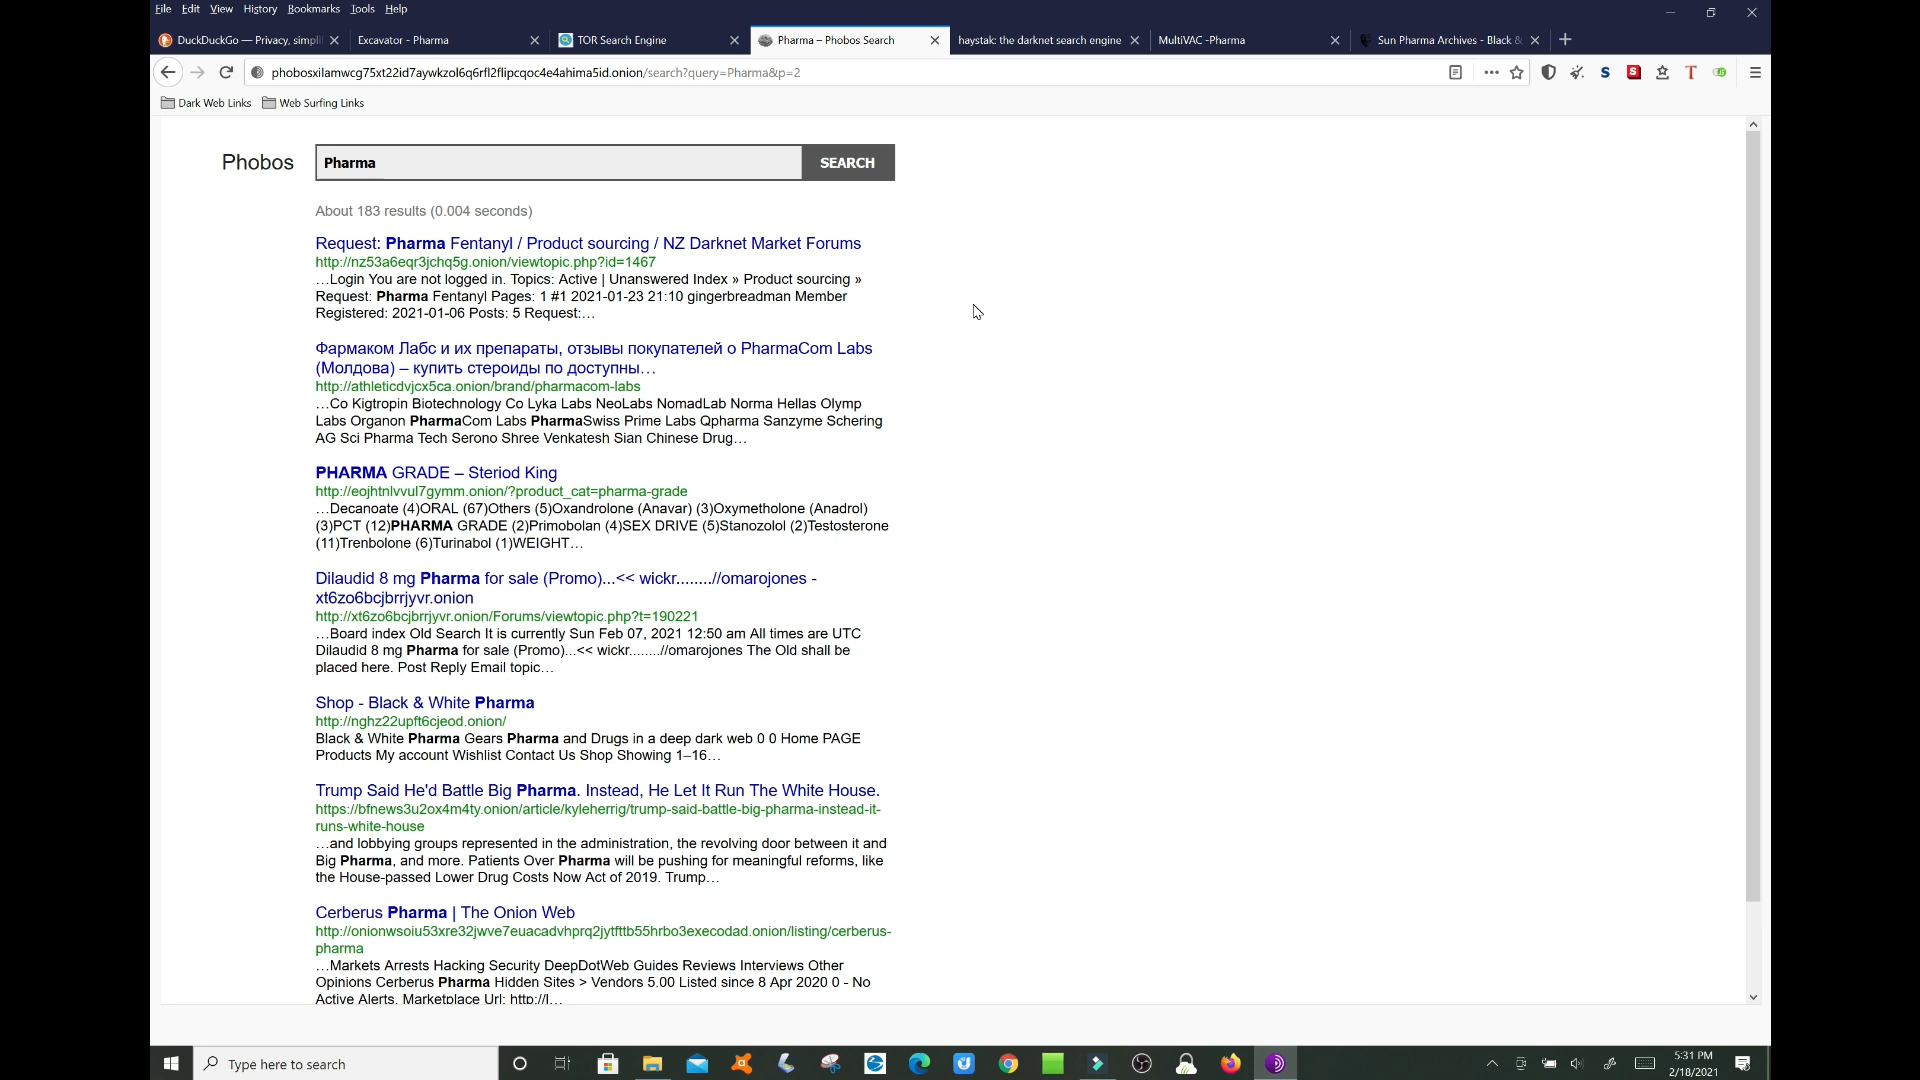 File Edit View History Bookmarks Tools Help
DuckDuckGo — Privacy, simpli
Excavator - Pharma
TOR Search Engine
Pharma – Phobos Search
haystak: the darknet search engine
MultiVAC -Pharma
Sun Pharma Archives - Black &
phobosxilamwcg75xt22id7aywkzol6q6rfl2flipcqoc4e4ahima5id.onion/search?query=Pharma&p=2
Dark Web Links Web Surfing Links
Phobos
Pharma
SEARCH
About 183 results (0.004 seconds)
Request: Pharma Fentanyl / Product sourcing / NZ Darknet Market Forums
http://nz53a6eqr3jchq5g.onion/viewtopic.php?id=1467
…Login You are not logged in. Topics: Active | Unanswered Index » Product sourcing »
Request: Pharma Fentanyl Pages: 1 #1 2021-01-23 21:10 gingerbreadman Member
Registered: 2021-01-06 Posts: 5 Request:…
Фармаком Лабс и их препараты, отзывы покупателей о PharmaCom Labs
(Молдова) – купить стероиды по доступны…
http://athleticdvjcx5ca.onion/brand/pharmacom-labs
…Co Kigtropin Biotechnology Co Lyka Labs NeoLabs NomadLab Norma Hellas Olymp
Labs Organon PharmaCom Labs PharmaSwiss Prime Labs Qpharma Sanzyme Schering
AG Sci Pharma Tech Serono Shree Venkatesh Sian Chinese Drug…
PHARMA GRADE – Steriod King
http://eojhtnlvvul7gymm.onion/?product_cat=pharma-grade
…Decanoate (4)ORAL (67)Others (5)Oxandrolone (Anavar) (3)Oxymetholone (Anadrol)
(3)PCT (12)PHARMA GRADE (2)Primobolan (4)SEX DRIVE (5)Stanozolol (2)Testosterone
(11)Trenbolone (6)Turinabol (1)WEIGHT…
Dilaudid 8 mg Pharma for sale (Promo)...<< wickr........//omarojones -
xt6zo6bcjbrrjyvr.onion
http://xt6zo6bcjbrrjyvr.onion/Forums/viewtopic.php?t=190221
…Board index Old Search It is currently Sun Feb 07, 2021 12:50 am All times are UTC
Dilaudid 8 mg Pharma for sale (Promo)...<< wickr........//omarojones The Old shall be
placed here. Post Reply Email topic…
Shop - Black & White Pharma
http://nghz22upft6cjeod.onion/
Black & White Pharma Gears Pharma and Drugs in a deep dark web 0 0 Home PAGE
Products My account Wishlist Contact Us Shop Showing 1–16…
Trump Said He'd Battle Big Pharma. Instead, He Let It Run The White House.
https://bfnews3u2ox4m4ty.onion/article/kyleherrig/trump-said-battle-big-pharma-instead-it-
runs-white-house
…and lobbying groups represented in the administration, the revolving door between it and
Big Pharma, and more. Patients Over Pharma will be pushing for meaningful reforms, like
the House-passed Lower Drug Costs Now Act of 2019. Trump…
Cerberus Pharma | The Onion Web
http://onionwsoiu53xre32jwve7euacadvhprq2jytfttb55hrbo3execodad.onion/listing/cerberus-
pharma
…Markets Arrests Hacking Security DeepDotWeb Guides Reviews Interviews Other
Opinions Cerberus Pharma Hidden Sites > Vendors 5.00 Listed since 8 Apr 2020 0 - No
Active Alerts. Marketplace Url: http://l…
Type here to search
5:31 PM
2/18/2021